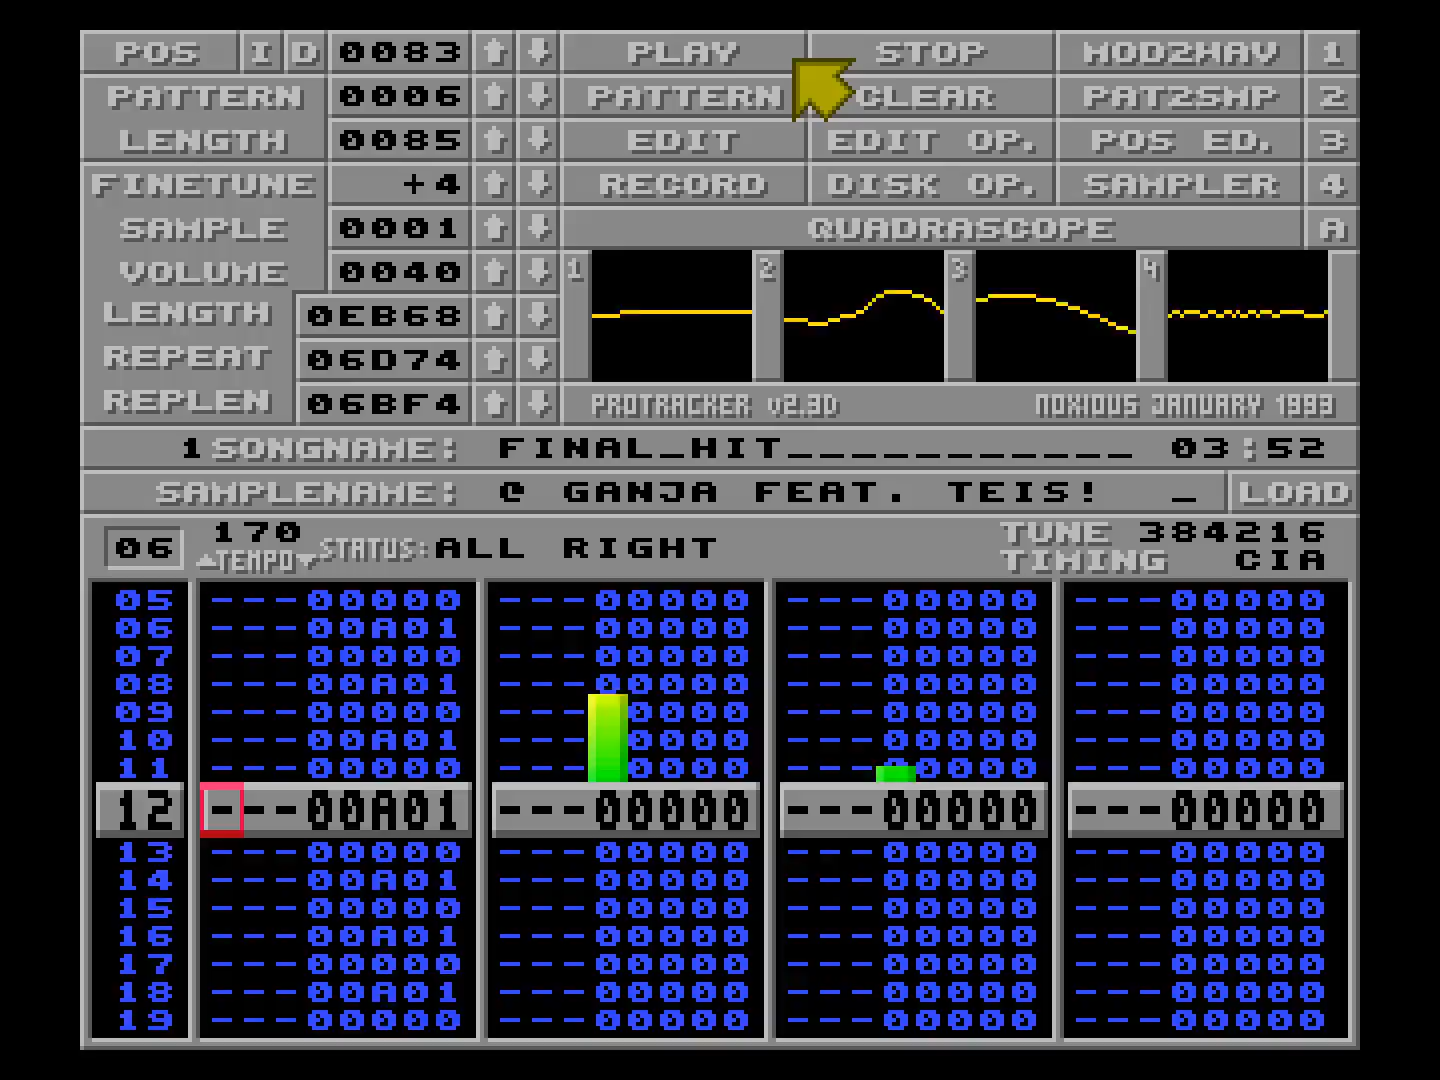 POS I D 0083 PLAY STOP MOD2WAV 1
PATTERN 0006 PATTERN CLEAR PAT2SMP 2
LENGTH 0085 EDIT EDIT OP. POS ED. 3
FINETUNE +4 RECORD DISK OP. SAMPLER 4
SAMPLE 0001 QUADRASCOPE A
VOLUME 0040 1 2 3 4
LENGTH 0EB68
REPEAT 06D74
REPLEN 06BF4 PROTRACKER v2.3D NOXIOUS JANUARY 1993
1 SONGNAME: FINAL_HIT___________ 03:52
SAMPLENAME: @ GANJA FEAT. TEIS! _ LOAD
06 170 TEMPO STATUS: ALL RIGHT TUNE 384216
TIMING CIA
05 ---00000 ---00000 ---00000 ---00000
06 ---00A01 ---00000 ---00000 ---00000
07 ---00000 ---00000 ---00000 ---00000
08 ---00A01 ---00000 ---00000 ---00000
09 ---00000 ---0000 ---00000 ---00000
10 ---00A01 ---0000 ---00000 ---00000
11 ---00000 ---0000 ---0000 ---00000
12 ---00A01 ---00000 ---00000 ---00000
13 ---00000 ---00000 ---00000 ---00000
14 ---00A01 ---00000 ---00000 ---00000
15 ---00000 ---00000 ---00000 ---00000
16 ---00A01 ---00000 ---00000 ---00000
17 ---00000 ---00000 ---00000 ---00000
18 ---00A01 ---00000 ---00000 ---00000
19 ---00000 ---00000 ---00000 ---00000